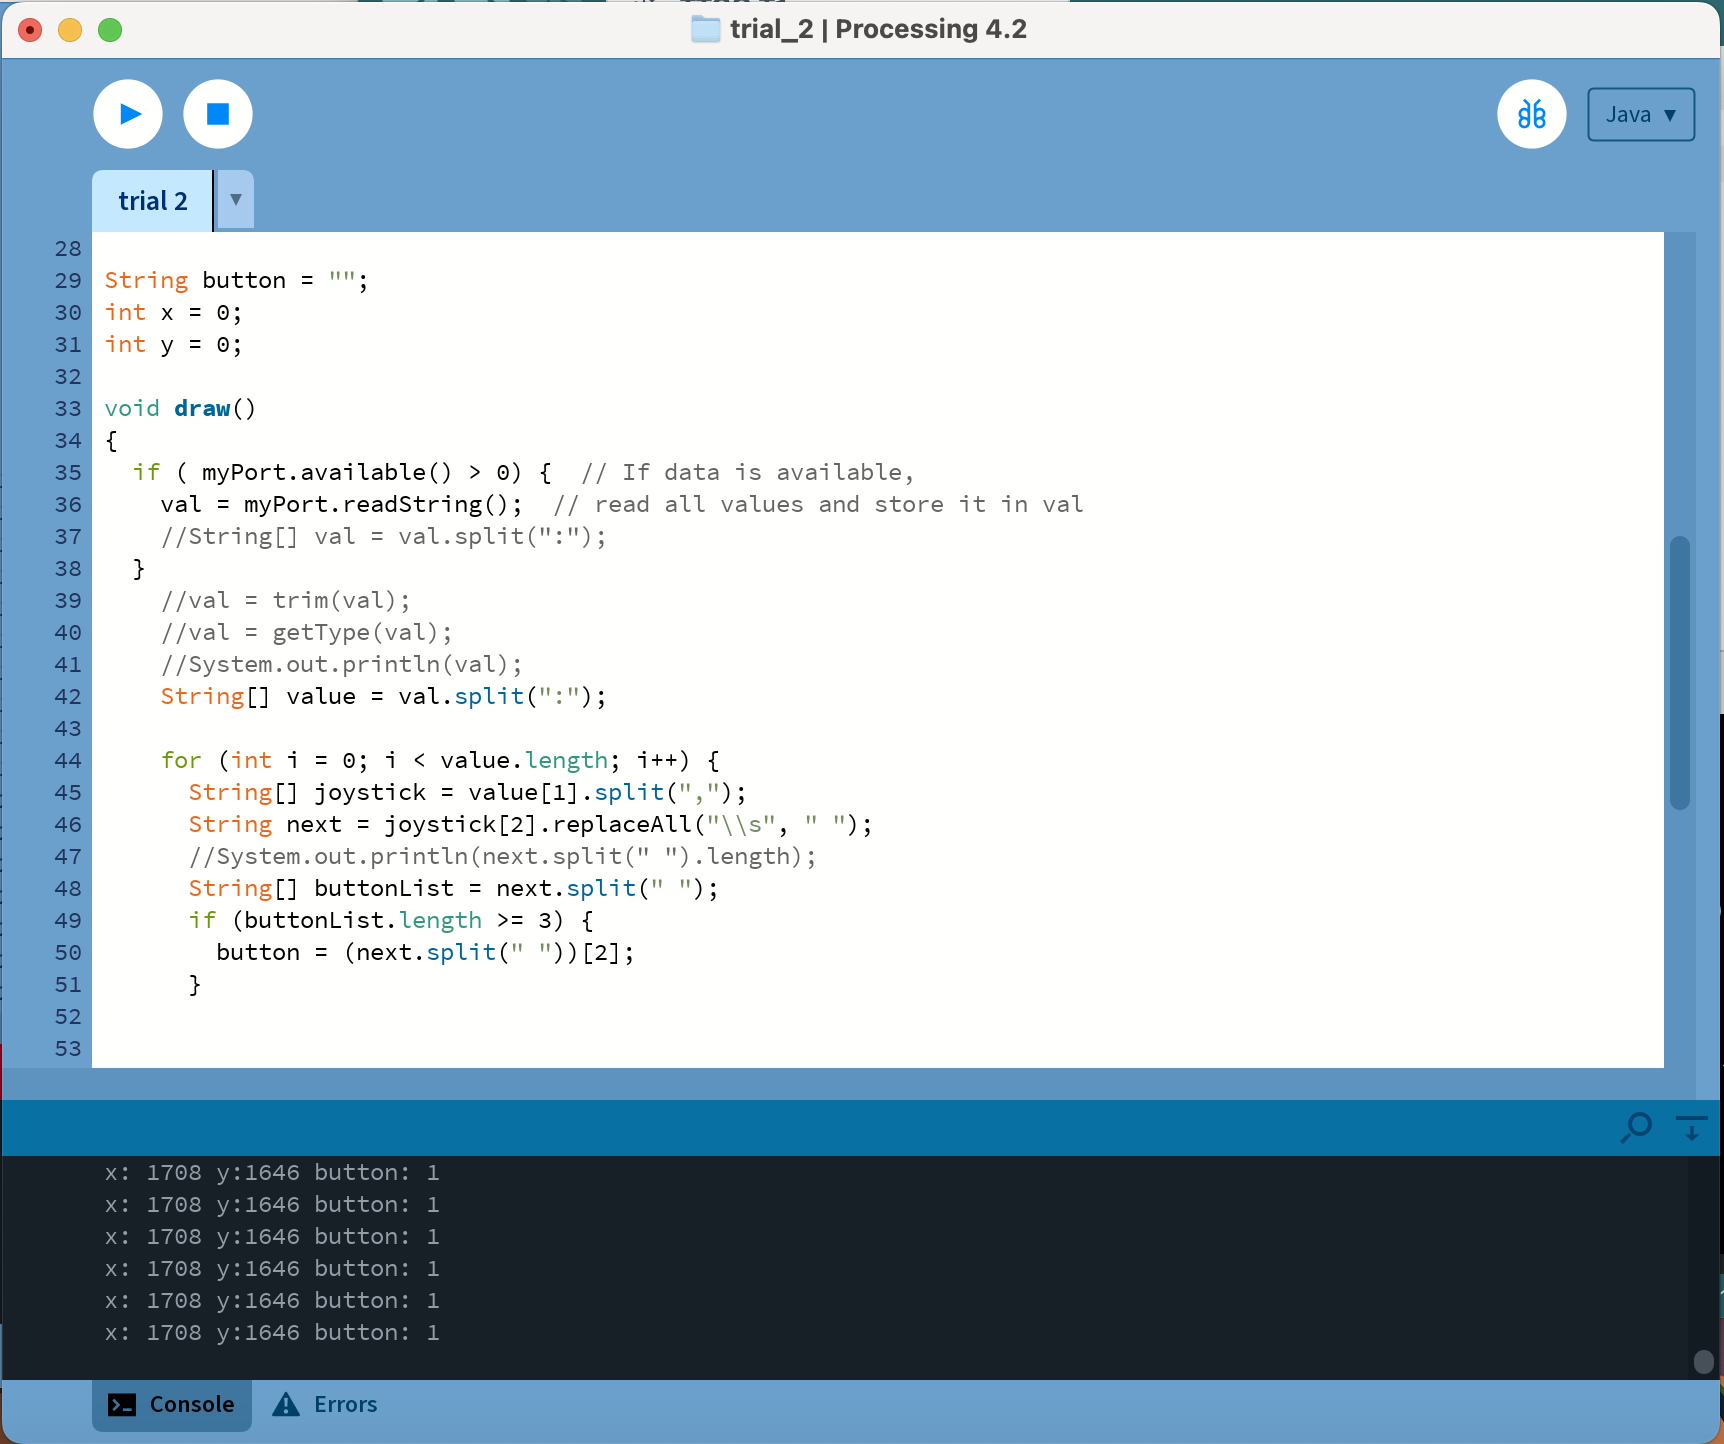 trial_2 | Processing 4.2
Java ▼
trial 2 ▼
28
29 String button = "";
30 int x = 0;
31 int y = 0;
32
33 void draw()
34 {
35   if ( myPort.available() > 0) {  // If data is available,
36     val = myPort.readString();  // read all values and store it in val
37     //String[] val = val.split(":");
38   }
39     //val = trim(val);
40     //val = getType(val);
41     //System.out.println(val);
42     String[] value = val.split(":");
43
44     for (int i = 0; i < value.length; i++) {
45       String[] joystick = value[1].split(",");
46       String next = joystick[2].replaceAll("\\s", " ");
47       //System.out.println(next.split(" ").length);
48       String[] buttonList = next.split(" ");
49       if (buttonList.length >= 3) {
50         button = (next.split(" "))[2];
51       }
52
53
x: 1708 y:1646 button: 1
x: 1708 y:1646 button: 1
x: 1708 y:1646 button: 1
x: 1708 y:1646 button: 1
x: 1708 y:1646 button: 1
x: 1708 y:1646 button: 1
Console Errors